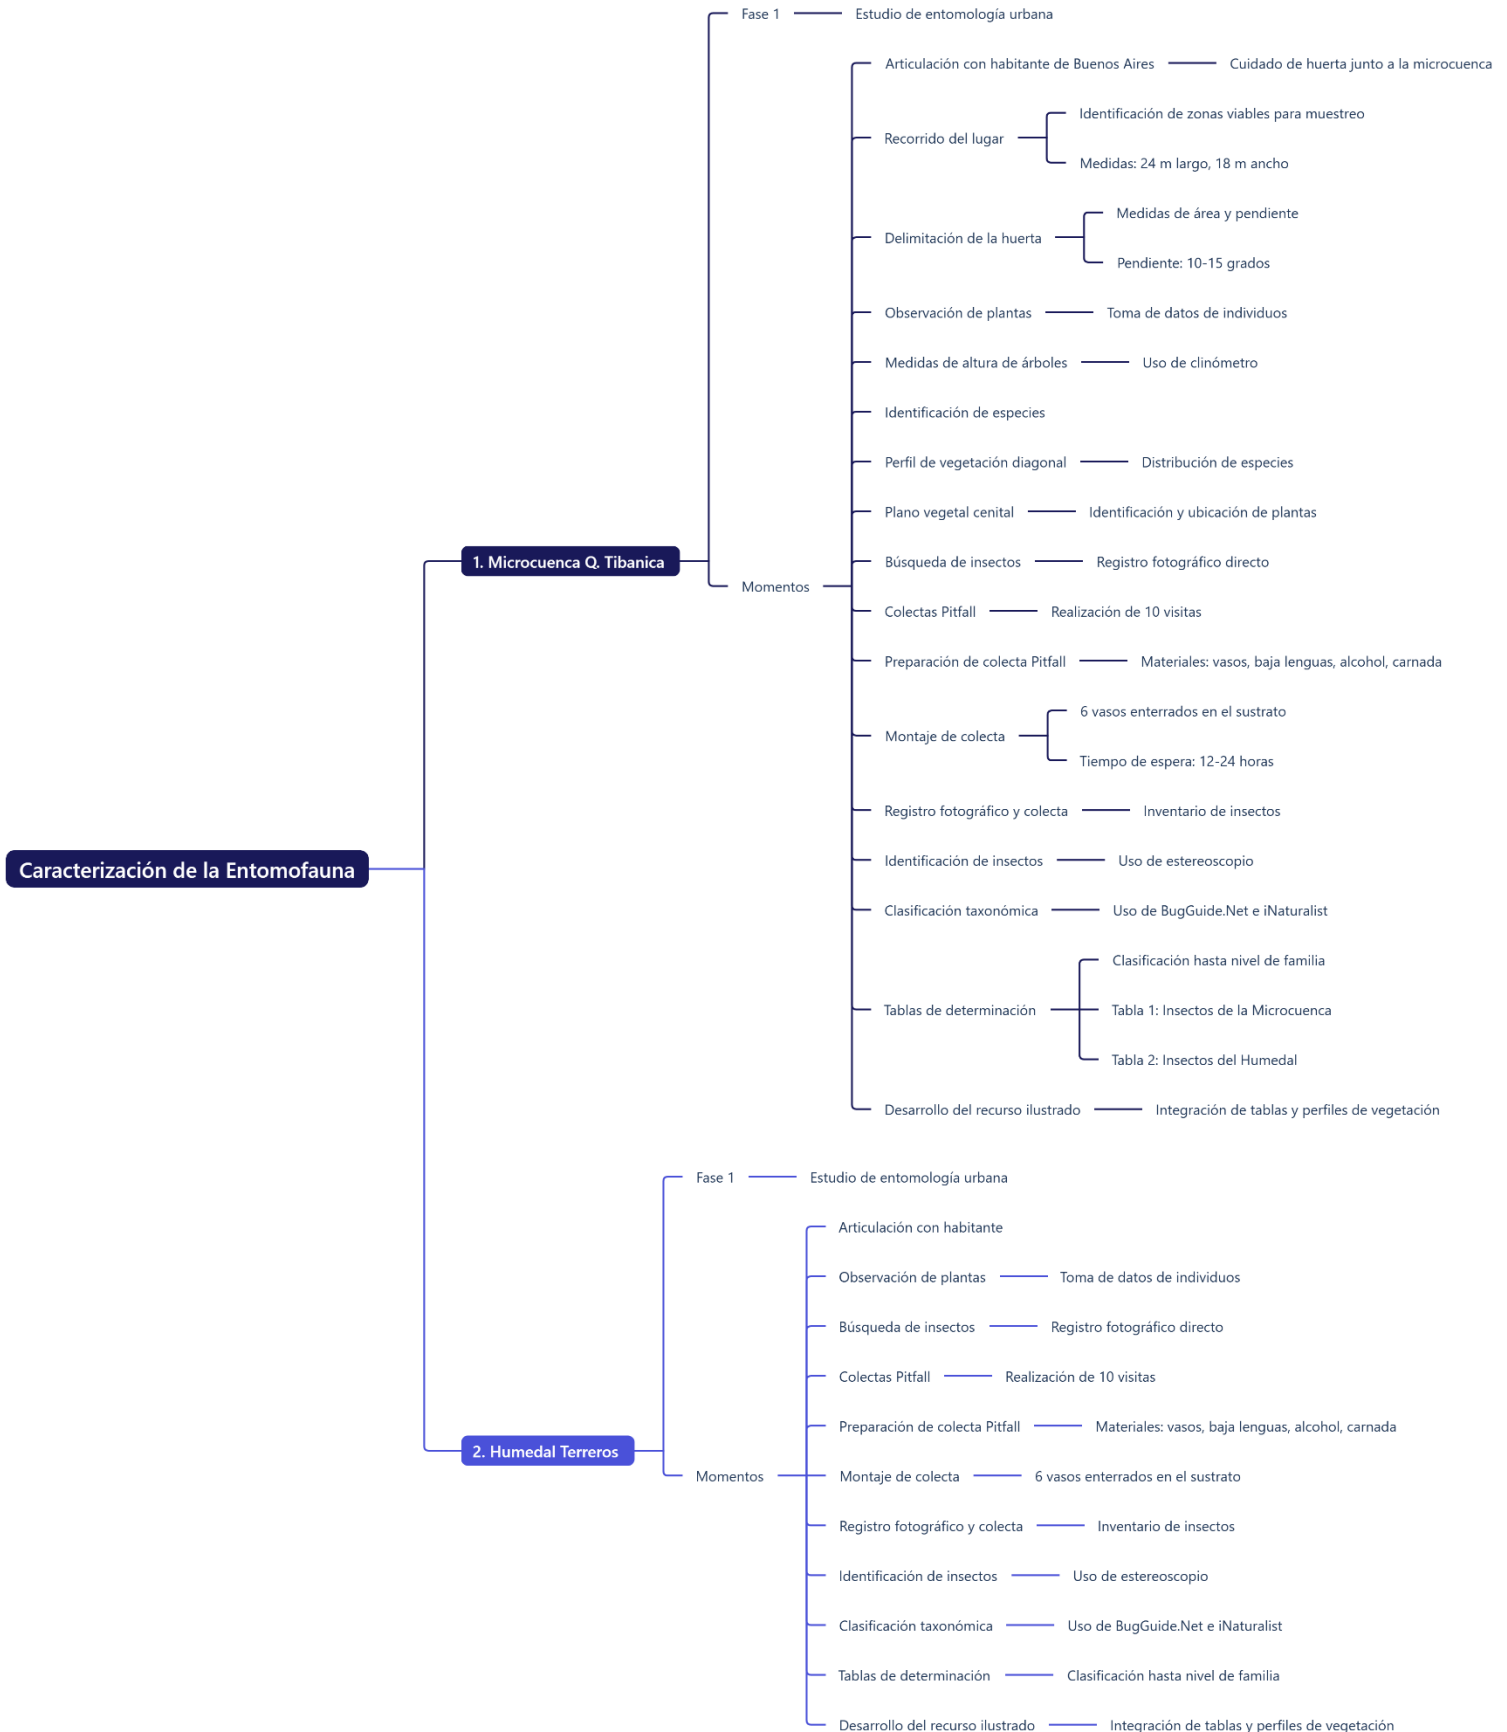 Caracterización de la Entomofauna
1. Microcuenca Q. Tibanica
Fase 1
Estudio de entomología urbana
Momentos
Articulación con habitante de Buenos Aires
Cuidado de huerta junto a la microcuenca
Recorrido del lugar
Identificación de zonas viables para muestreo
Medidas: 24 m largo, 18 m ancho
Delimitación de la huerta
Medidas de área y pendiente
Pendiente: 10-15 grados
Observación de plantas
Toma de datos de individuos
Medidas de altura de árboles
Uso de clinómetro
Identificación de especies
Perfil de vegetación diagonal
Distribución de especies
Plano vegetal cenital
Identificación y ubicación de plantas
Búsqueda de insectos
Registro fotográfico directo
Colectas Pitfall
Realización de 10 visitas
Preparación de colecta Pitfall
Materiales: vasos, baja lenguas, alcohol, carnada
Montaje de colecta
6 vasos enterrados en el sustrato
Tiempo de espera: 12-24 horas
Registro fotográfico y colecta
Inventario de insectos
Identificación de insectos
Uso de estereoscopio
Clasificación taxonómica
Uso de BugGuide.Net e iNaturalist
Tablas de determinación
Clasificación hasta nivel de familia
Tabla 1: Insectos de la Microcuenca
Tabla 2: Insectos del Humedal
Desarrollo del recurso ilustrado
Integración de tablas y perfiles de vegetación
2. Humedal Terreros
Fase 1
Estudio de entomología urbana
Momentos
Articulación con habitante
Observación de plantas
Toma de datos de individuos
Búsqueda de insectos
Registro fotográfico directo
Colectas Pitfall
Realización de 10 visitas
Preparación de colecta Pitfall
Materiales: vasos, baja lenguas, alcohol, carnada
Montaje de colecta
6 vasos enterrados en el sustrato
Registro fotográfico y colecta
Inventario de insectos
Identificación de insectos
Uso de estereoscopio
Clasificación taxonómica
Uso de BugGuide.Net e iNaturalist
Tablas de determinación
Clasificación hasta nivel de familia
Desarrollo del recurso ilustrado
Integración de tablas y perfiles de vegetación